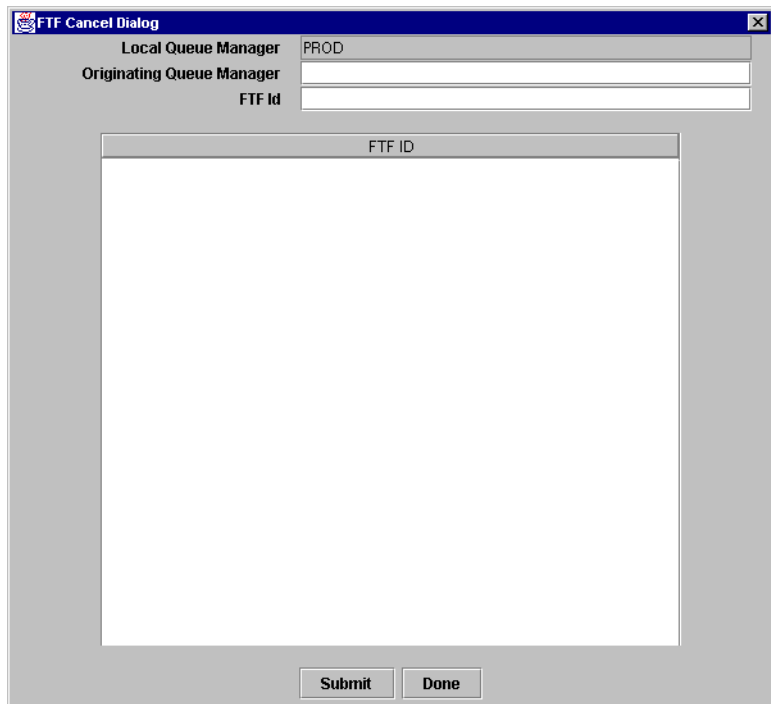 FTF Cancel Dialog
Local Queue Manager PROD
Originating Queue Manager
FTF Id
FTF ID
Submit Done